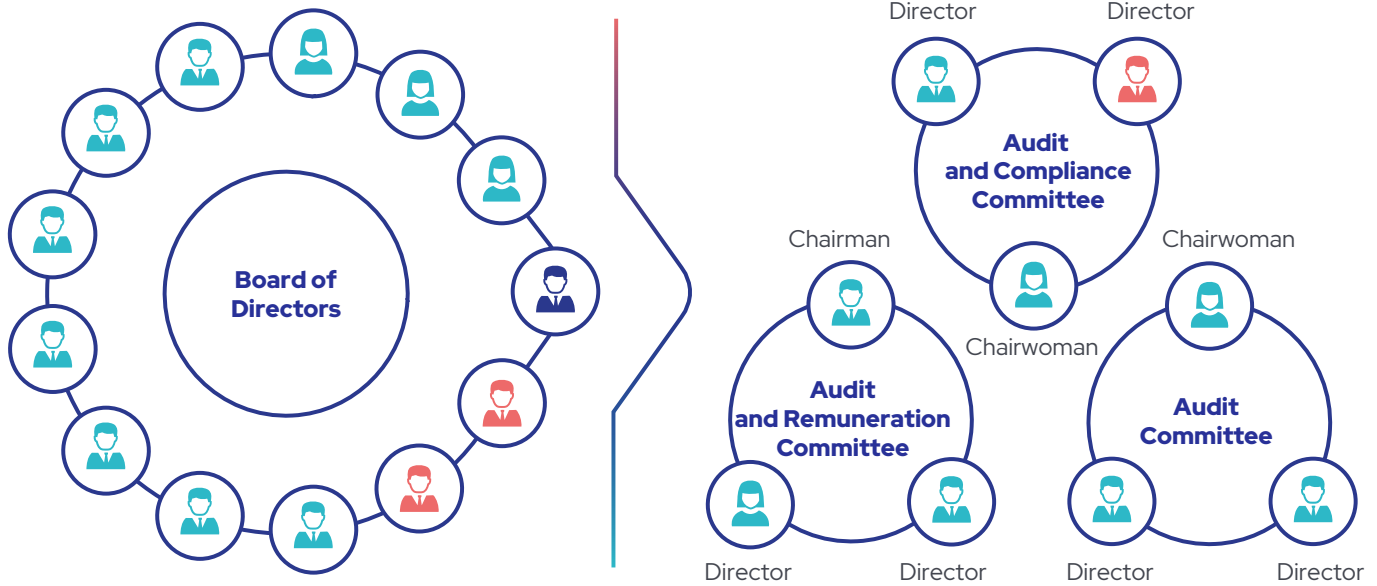 Board of
Directors
Director
Director
Audit
and Compliance
Committee
Chairwoman
Chairman
Audit
and Remuneration
Committee
Director
Director
Chairwoman
Audit
Committee
Director
Director